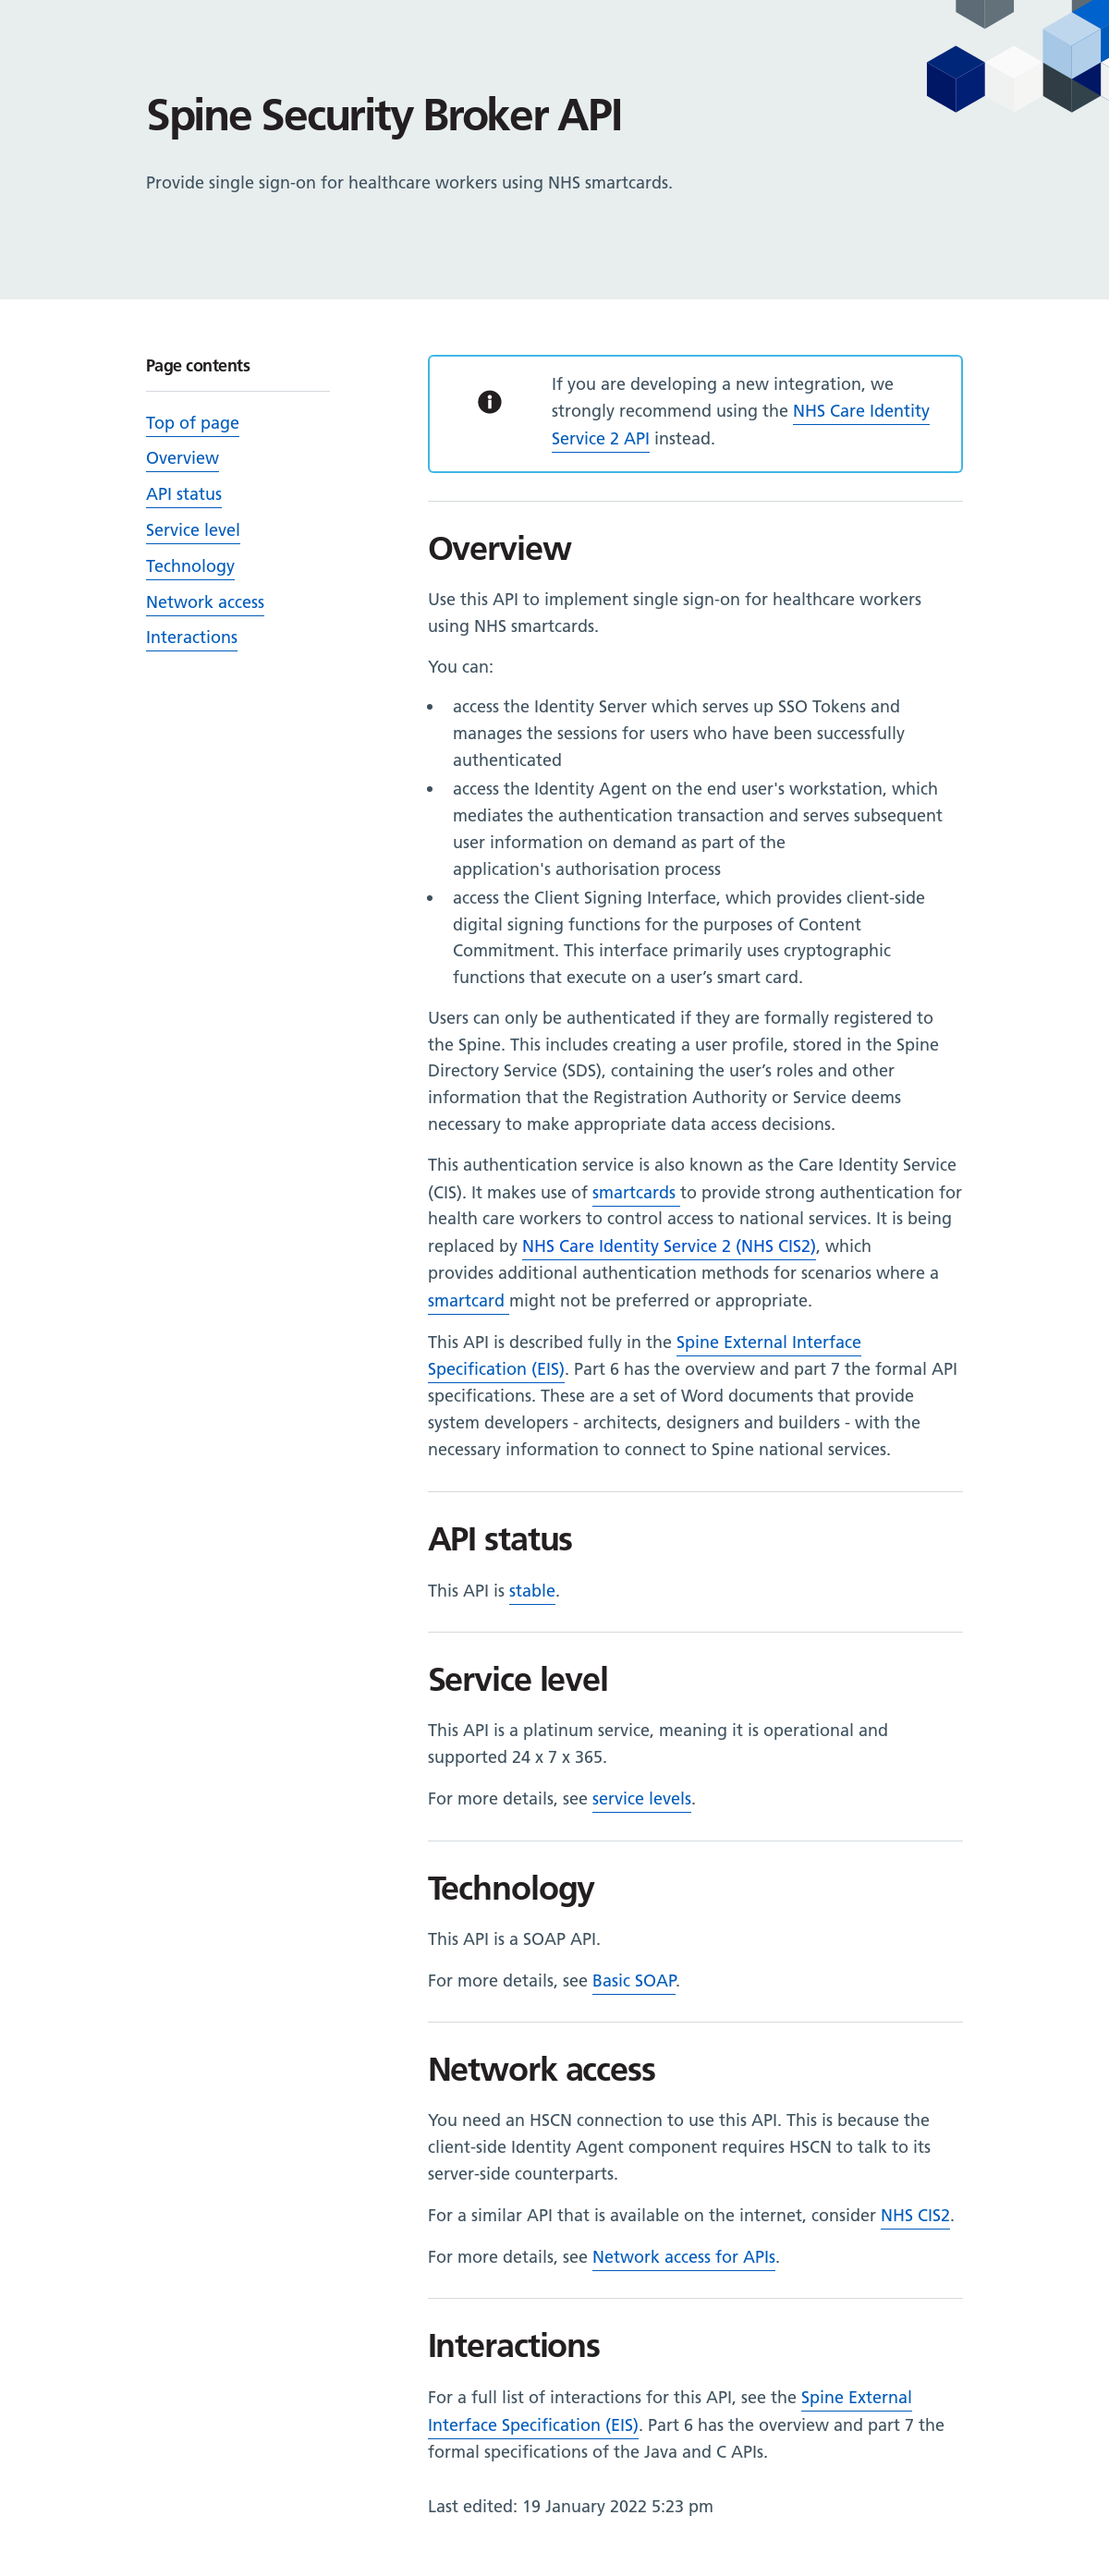 Spine Security Broker API
Provide single sign-on for healthcare workers using NHS smartcards.
Page contents
Top of page
Overview
API status
Service level
Technology
Network access
Interactions
If you are developing a new integration, we
strongly recommend using the NHS Care Identity
Service 2 API instead.
Overview
Use this API to implement single sign-on for healthcare workers
using NHS smartcards.
You can:
• access the Identity Server which serves up SSO Tokens and
manages the sessions for users who have been successfully
authenticated
• access the Identity Agent on the end user's workstation, which
mediates the authentication transaction and serves subsequent
user information on demand as part of the
application's authorisation process
• access the Client Signing Interface, which provides client-side
digital signing functions for the purposes of Content
Commitment. This interface primarily uses cryptographic
functions that execute on a user’s smart card.
Users can only be authenticated if they are formally registered to
the Spine. This includes creating a user profile, stored in the Spine
Directory Service (SDS), containing the user’s roles and other
information that the Registration Authority or Service deems
necessary to make appropriate data access decisions.
This authentication service is also known as the Care Identity Service
(CIS). It makes use of smartcards to provide strong authentication for
health care workers to control access to national services. It is being
replaced by NHS Care Identity Service 2 (NHS CIS2), which
provides additional authentication methods for scenarios where a
smartcard might not be preferred or appropriate.
This API is described fully in the Spine External Interface
Specification (EIS). Part 6 has the overview and part 7 the formal API
specifications. These are a set of Word documents that provide
system developers - architects, designers and builders - with the
necessary information to connect to Spine national services.
API status
This API is stable.
Service level
This API is a platinum service, meaning it is operational and
supported 24 x 7 x 365.
For more details, see service levels.
Technology
This API is a SOAP API.
For more details, see Basic SOAP.
Network access
You need an HSCN connection to use this API. This is because the
client-side Identity Agent component requires HSCN to talk to its
server-side counterparts.
For a similar API that is available on the internet, consider NHS CIS2.
For more details, see Network access for APIs.
Interactions
For a full list of interactions for this API, see the Spine External
Interface Specification (EIS). Part 6 has the overview and part 7 the
formal specifications of the Java and C APIs.
Last edited: 19 January 2022 5:23 pm